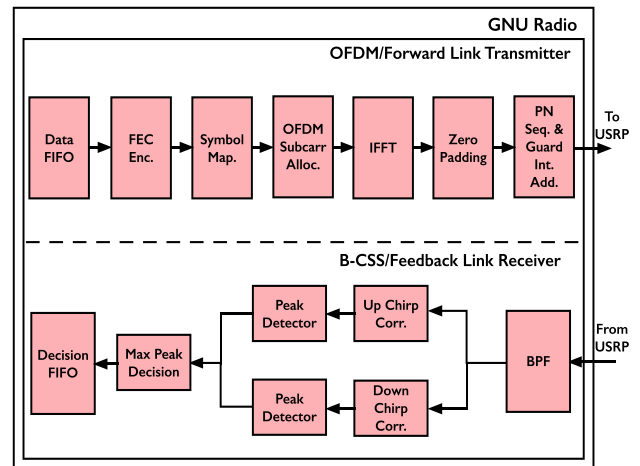 GNU Radio
OFDM/Forward Link Transmitter
Data
FIFO
FEC
Enc.
Symbol
Map.
OFDM
Subcarr
Alloc.
IFFT
Zero
Padding
PN
Seq. &
Guard
Int.
Add.
To
USRP
B-CSS/Feedback Link Receiver
Decision
FIFO
Max Peak
Decision
Peak
Detector
Up Chirp
Corr.
Peak
Detector
Down
Chirp
Corr.
BPF
From
USRP